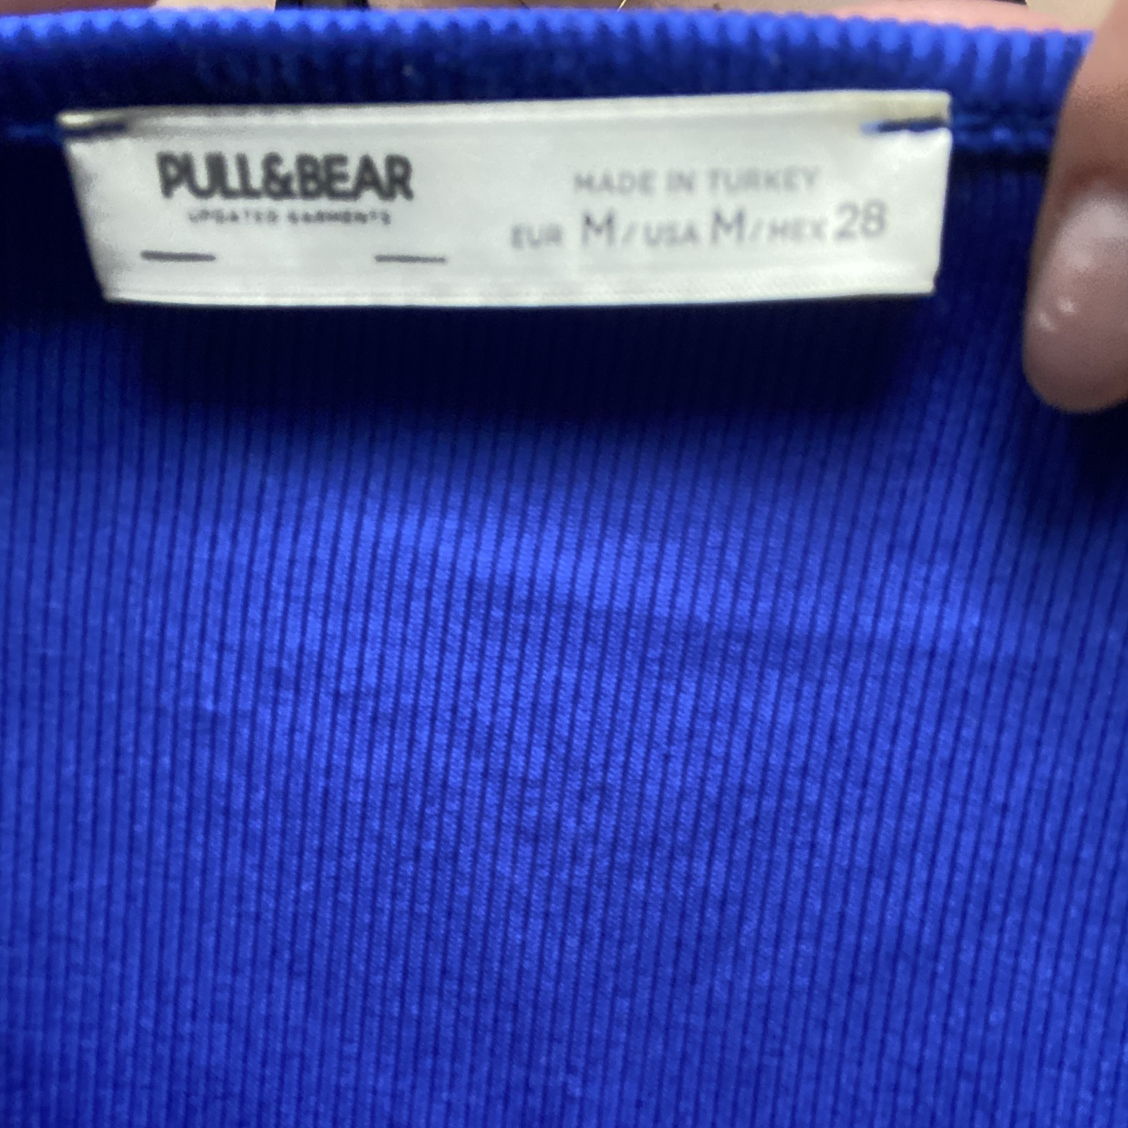 PULL&BEAR
UPDATED GARMENTS
MADE IN TURKEY
EUR M/USA M/MEX 28